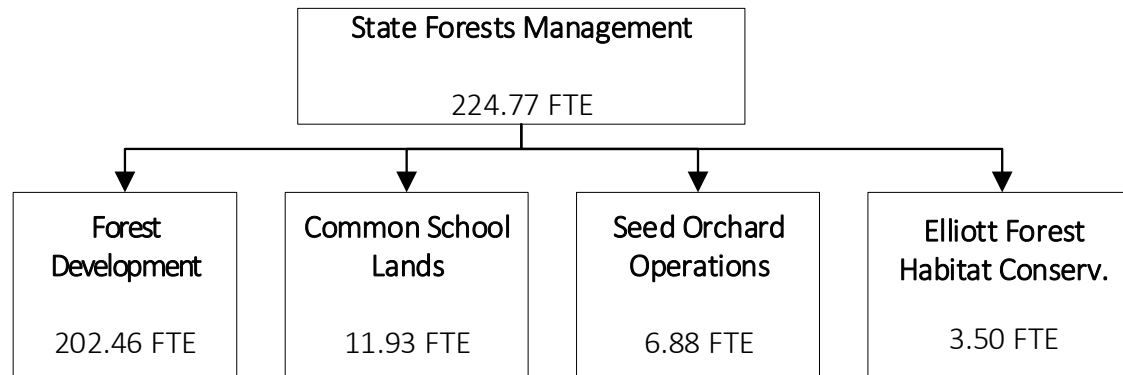 State Forests Management
224.77 FTE
Forest
Development
202.46 FTE
Common School
Lands
11.93 FTE
Seed Orchard
Operations
6.88 FTE
Elliott Forest
Habitat Conserv.
3.50 FTE